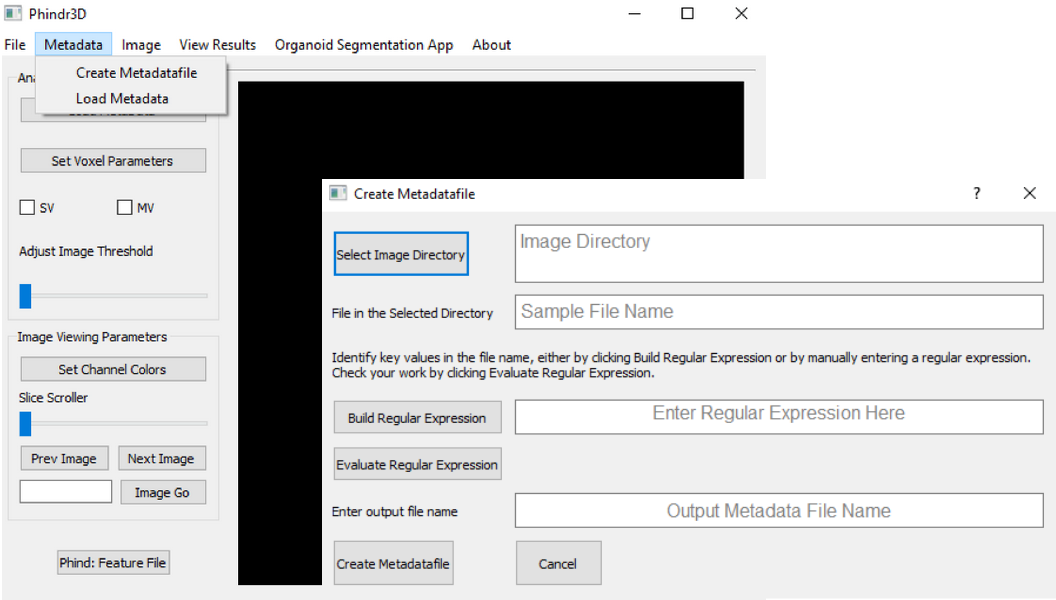 Phindr3D
File Metadata Image View Results Organoid Segmentation App About
Create Metadatafile
Load Metadata
Set Voxel Parameters
SV MV
Adjust Image Threshold
Image Viewing Parameters
Set Channel Colors
Slice Scroller
Prev Image Next Image
Image Go
Phind: Feature File
Create Metadatafile ?
Select Image Directory Image Directory
File in the Selected Directory Sample File Name
Identify key values in the file name, either by clicking Build Regular Expression or by manually entering a regular expression.
Check your work by clicking Evaluate Regular Expression.
Build Regular Expression Enter Regular Expression Here
Evaluate Regular Expression
Enter output file name Output Metadata File Name
Create Metadatafile Cancel